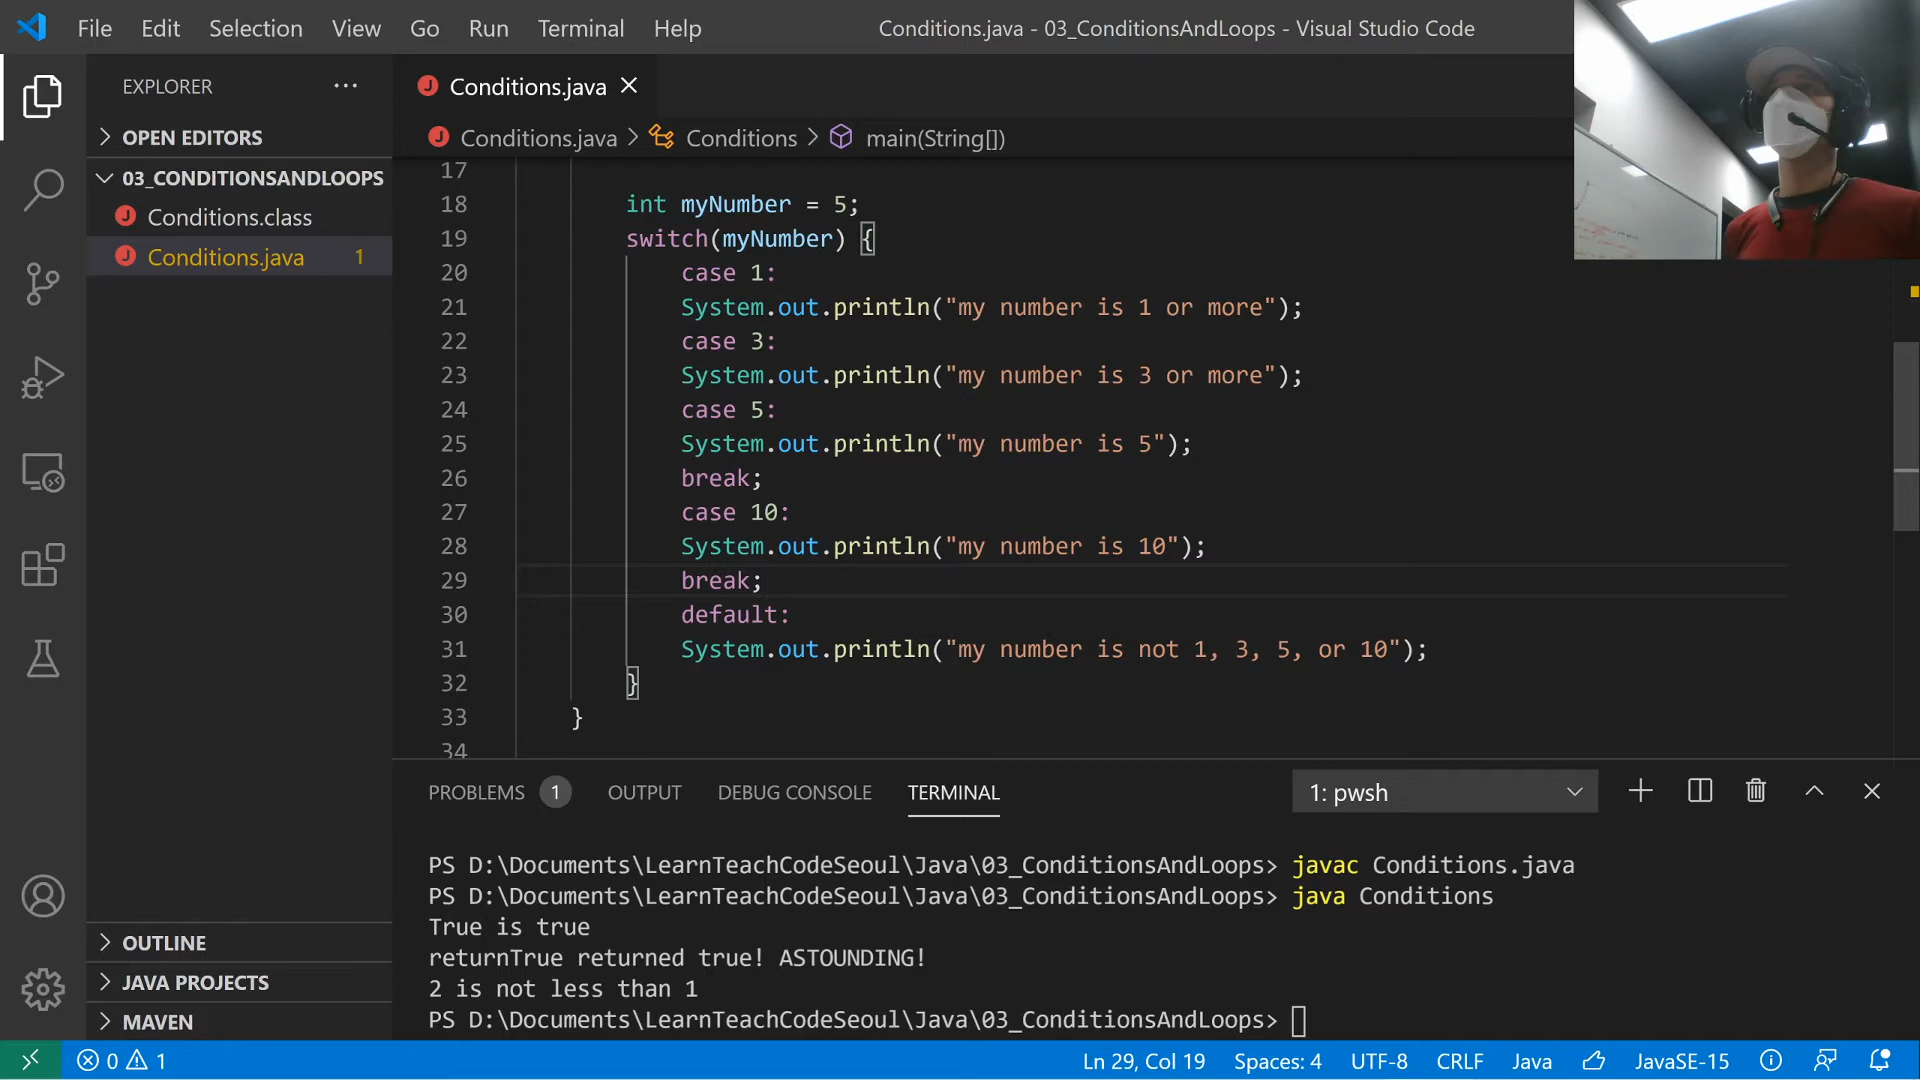 File Edit Selection View Go Run Terminal Help Conditions.java - 03_ConditionsAndLoops - Visual Studio Code
EXPLORER
OPEN EDITORS
03_CONDITIONSANDLOOPS
Conditions.class
Conditions.java 1
OUTLINE
JAVA PROJECTS
MAVEN
Conditions.java
Conditions.java > Conditions > main(String[])
17
18 int myNumber = 5;
19 switch(myNumber) {
20 case 1:
21 System.out.println("my number is 1 or more");
22 case 3:
23 System.out.println("my number is 3 or more");
24 case 5:
25 System.out.println("my number is 5");
26 break;
27 case 10:
28 System.out.println("my number is 10");
29 break;
30 default:
31 System.out.println("my number is not 1, 3, 5, or 10");
32 }
33 }
34
PROBLEMS 1 OUTPUT DEBUG CONSOLE TERMINAL 1: pwsh
PS D:\Documents\LearnTeachCodeSeoul\Java\03_ConditionsAndLoops> javac Conditions.java
PS D:\Documents\LearnTeachCodeSeoul\Java\03_ConditionsAndLoops> java Conditions
True is true
returnTrue returned true! ASTOUNDING!
2 is not less than 1
PS D:\Documents\LearnTeachCodeSeoul\Java\03_ConditionsAndLoops>
0 1 Ln 29, Col 19 Spaces: 4 UTF-8 CRLF Java JavaSE-15